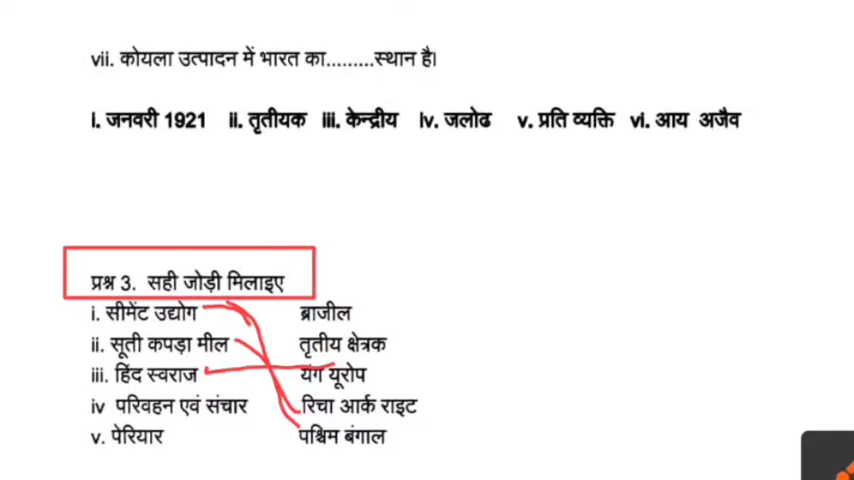 vii. कोयला उत्पादन में भारत का.........स्थान है।
i. जनवरी 1921 ii. तृतीयक iii. केन्द्रीय iv. जलोढ v. प्रति व्यक्ति vi. आय अजैव
प्रश्न 3. सही जोड़ी मिलाइए
i. सीमेंट उद्योग ब्राजील
ii. सूती कपड़ा मील तृतीय क्षेत्रक
iii. हिंद स्वराज यंग यूरोप
iv परिवहन एवं संचार रिचा आर्क राइट
v. पेरियार पश्चिम बंगाल